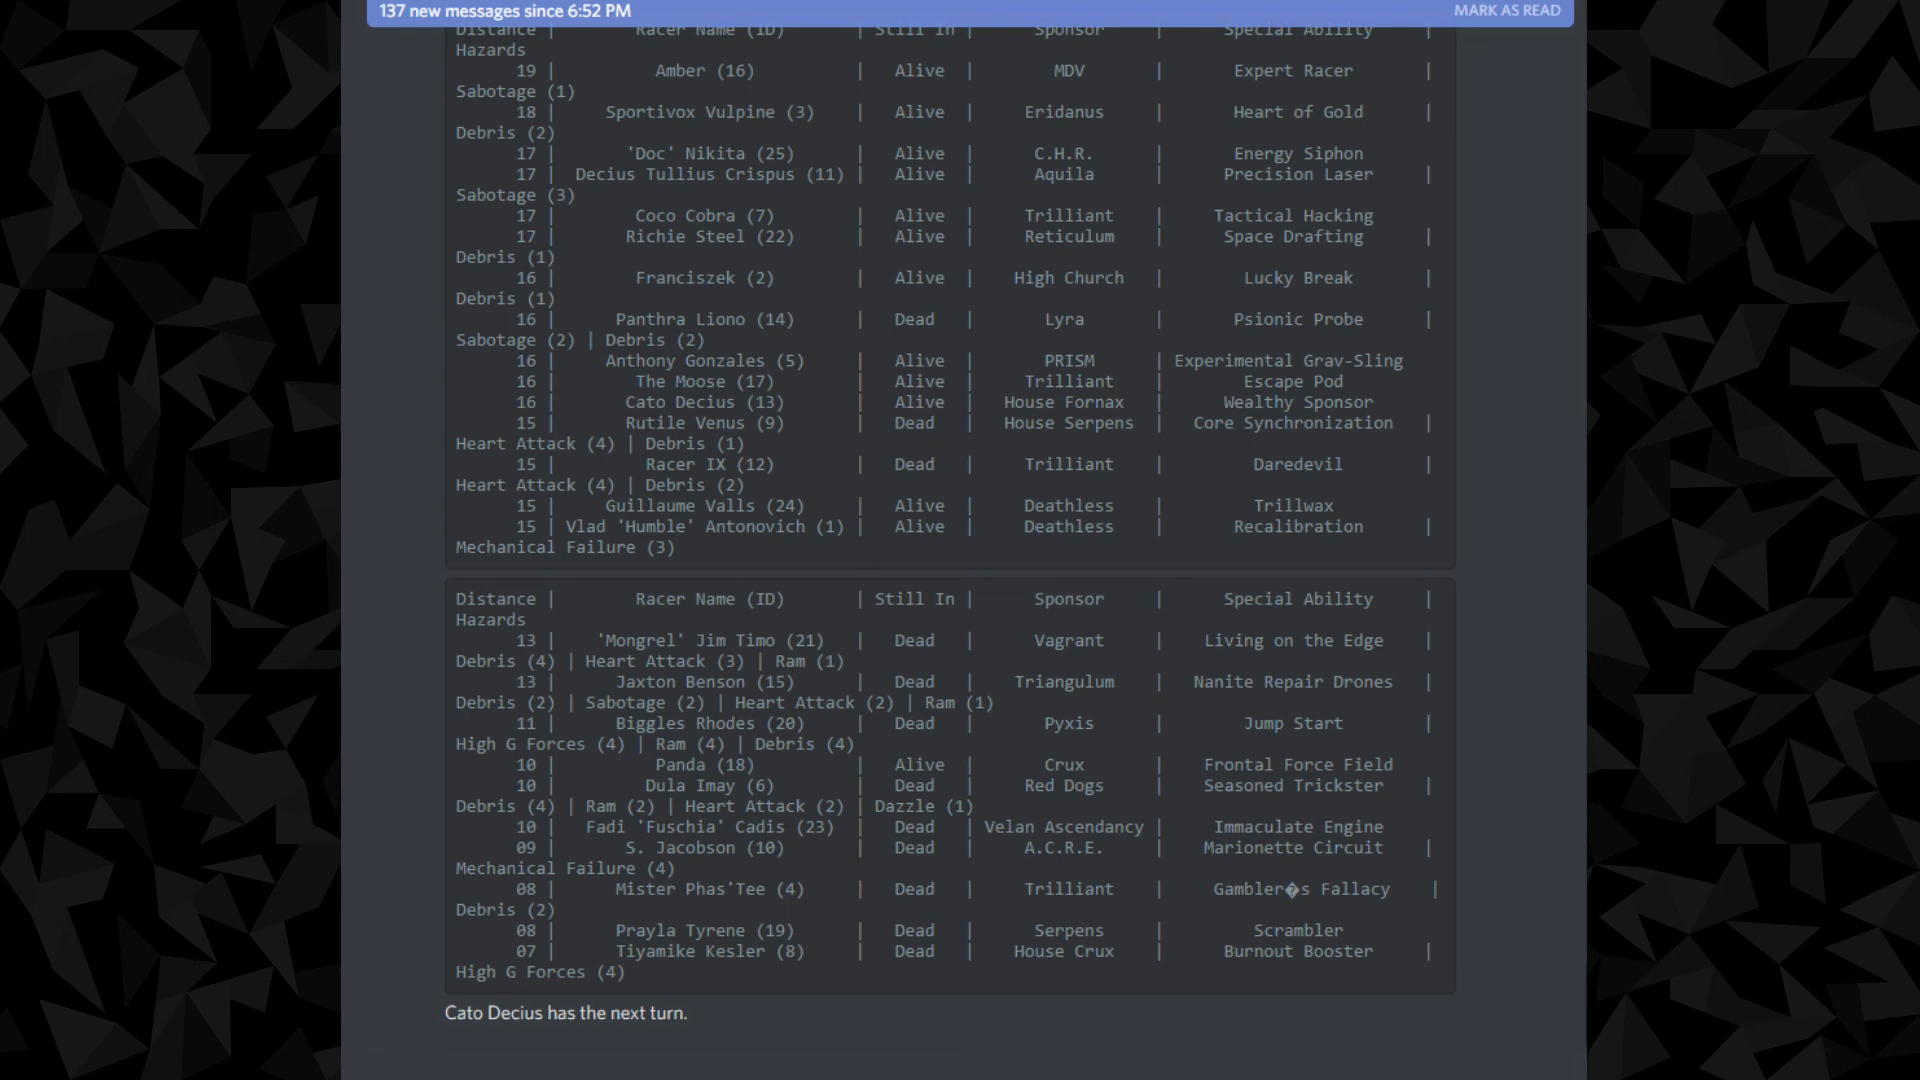 137 new messages since 6:52 PM MARK AS READ
Distance | Racer Name (ID) | Still In | Sponsor | Special Ability |
Hazards
19 | Amber (16) | Alive | MDV | Expert Racer |
Sabotage (1)
18 | Sportivox Vulpine (3) | Alive | Eridanus | Heart of Gold |
Debris (2)
17 | 'Doc' Nikita (25) | Alive | C.H.R. | Energy Siphon
17 | Decius Tullius Crispus (11) | Alive | Aquila | Precision Laser |
Sabotage (3)
17 | Coco Cobra (7) | Alive | Trilliant | Tactical Hacking
17 | Richie Steel (22) | Alive | Reticulum | Space Drafting |
Debris (1)
16 | Franciszek (2) | Alive | High Church | Lucky Break |
Debris (1)
16 | Panthra Liono (14) | Dead | Lyra | Psionic Probe |
Sabotage (2) | Debris (2)
16 | Anthony Gonzales (5) | Alive | PRISM | Experimental Grav-Sling
16 | The Moose (17) | Alive | Trilliant | Escape Pod
16 | Cato Decius (13) | Alive | House Fornax | Wealthy Sponsor
15 | Rutile Venus (9) | Dead | House Serpens | Core Synchronization |
Heart Attack (4) | Debris (1)
15 | Racer IX (12) | Dead | Trilliant | Daredevil |
Heart Attack (4) | Debris (2)
15 | Guillaume Valls (24) | Alive | Deathless | Trillwax
15 | Vlad 'Humble' Antonovich (1) | Alive | Deathless | Recalibration |
Mechanical Failure (3)
Distance | Racer Name (ID) | Still In | Sponsor | Special Ability |
Hazards
13 | 'Mongrel' Jim Timo (21) | Dead | Vagrant | Living on the Edge |
Debris (4) | Heart Attack (3) | Ram (1)
13 | Jaxton Benson (15) | Dead | Triangulum | Nanite Repair Drones |
Debris (2) | Sabotage (2) | Heart Attack (2) | Ram (1)
11 | Biggles Rhodes (20) | Dead | Pyxis | Jump Start |
High G Forces (4) | Ram (4) | Debris (4)
10 | Panda (18) | Alive | Crux | Frontal Force Field
10 | Dula Imay (6) | Dead | Red Dogs | Seasoned Trickster |
Debris (4) | Ram (2) | Heart Attack (2) | Dazzle (1)
10 | Fadi 'Fuschia' Cadis (23) | Dead | Velan Ascendancy | Immaculate Engine
09 | S. Jacobson (10) | Dead | A.C.R.E. | Marionette Circuit |
Mechanical Failure (4)
08 | Mister Phas'Tee (4) | Dead | Trilliant | Gambler�s Fallacy |
Debris (2)
08 | Prayla Tyrene (19) | Dead | Serpens | Scrambler
07 | Tiyamike Kesler (8) | Dead | House Crux | Burnout Booster |
High G Forces (4)
Cato Decius has the next turn.